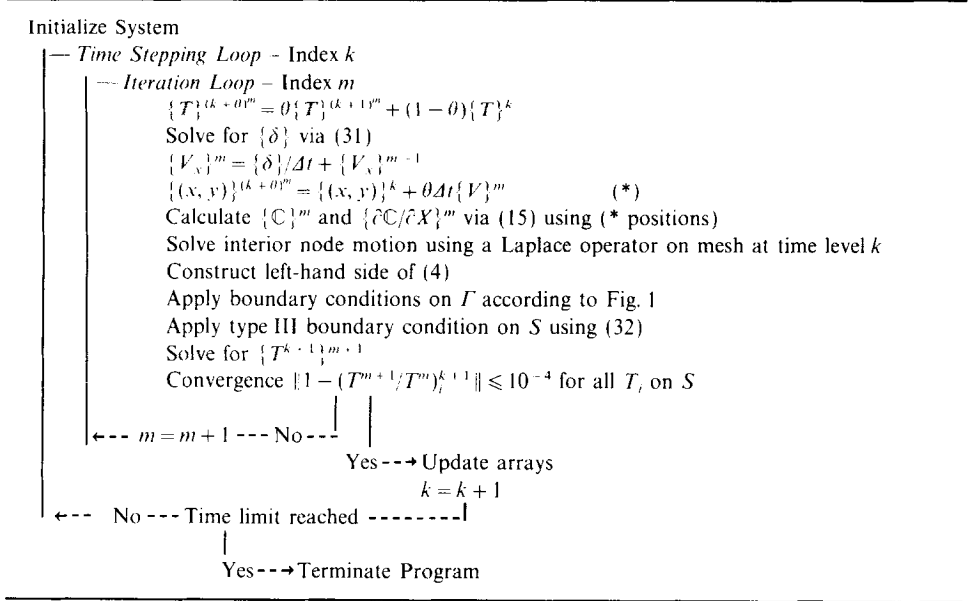 Initialize System
— Time Stepping Loop – Index k
— Iteration Loop – Index m
{T}^{(k + θ)^m} = θ{T}^{(k + 1)^m} + (1 − θ){T}^k
Solve for {δ} via (31)
{V_x}^m = {δ}/Δt + {V_x}^{m − 1}
{(x, y)}^{(k + θ)^m} = {(x, y)}^k + θΔt{V}^m (*)
Calculate {ℂ}^m and {∂ℂ/∂X}^m via (15) using (* positions)
Solve interior node motion using a Laplace operator on mesh at time level k
Construct left-hand side of (4)
Apply boundary conditions on Γ according to Fig. 1
Apply type III boundary condition on S using (32)
Solve for {T^{k + 1}}^{m + 1}
Convergence ‖1 − (T^{m + 1}/T^m)_i^{k + 1}‖ ⩽ 10^{−4} for all T_i on S
←--- m = m + 1 --- No ---
Yes --→ Update arrays
k = k + 1
←-- No --- Time limit reached --------
Yes --→ Terminate Program